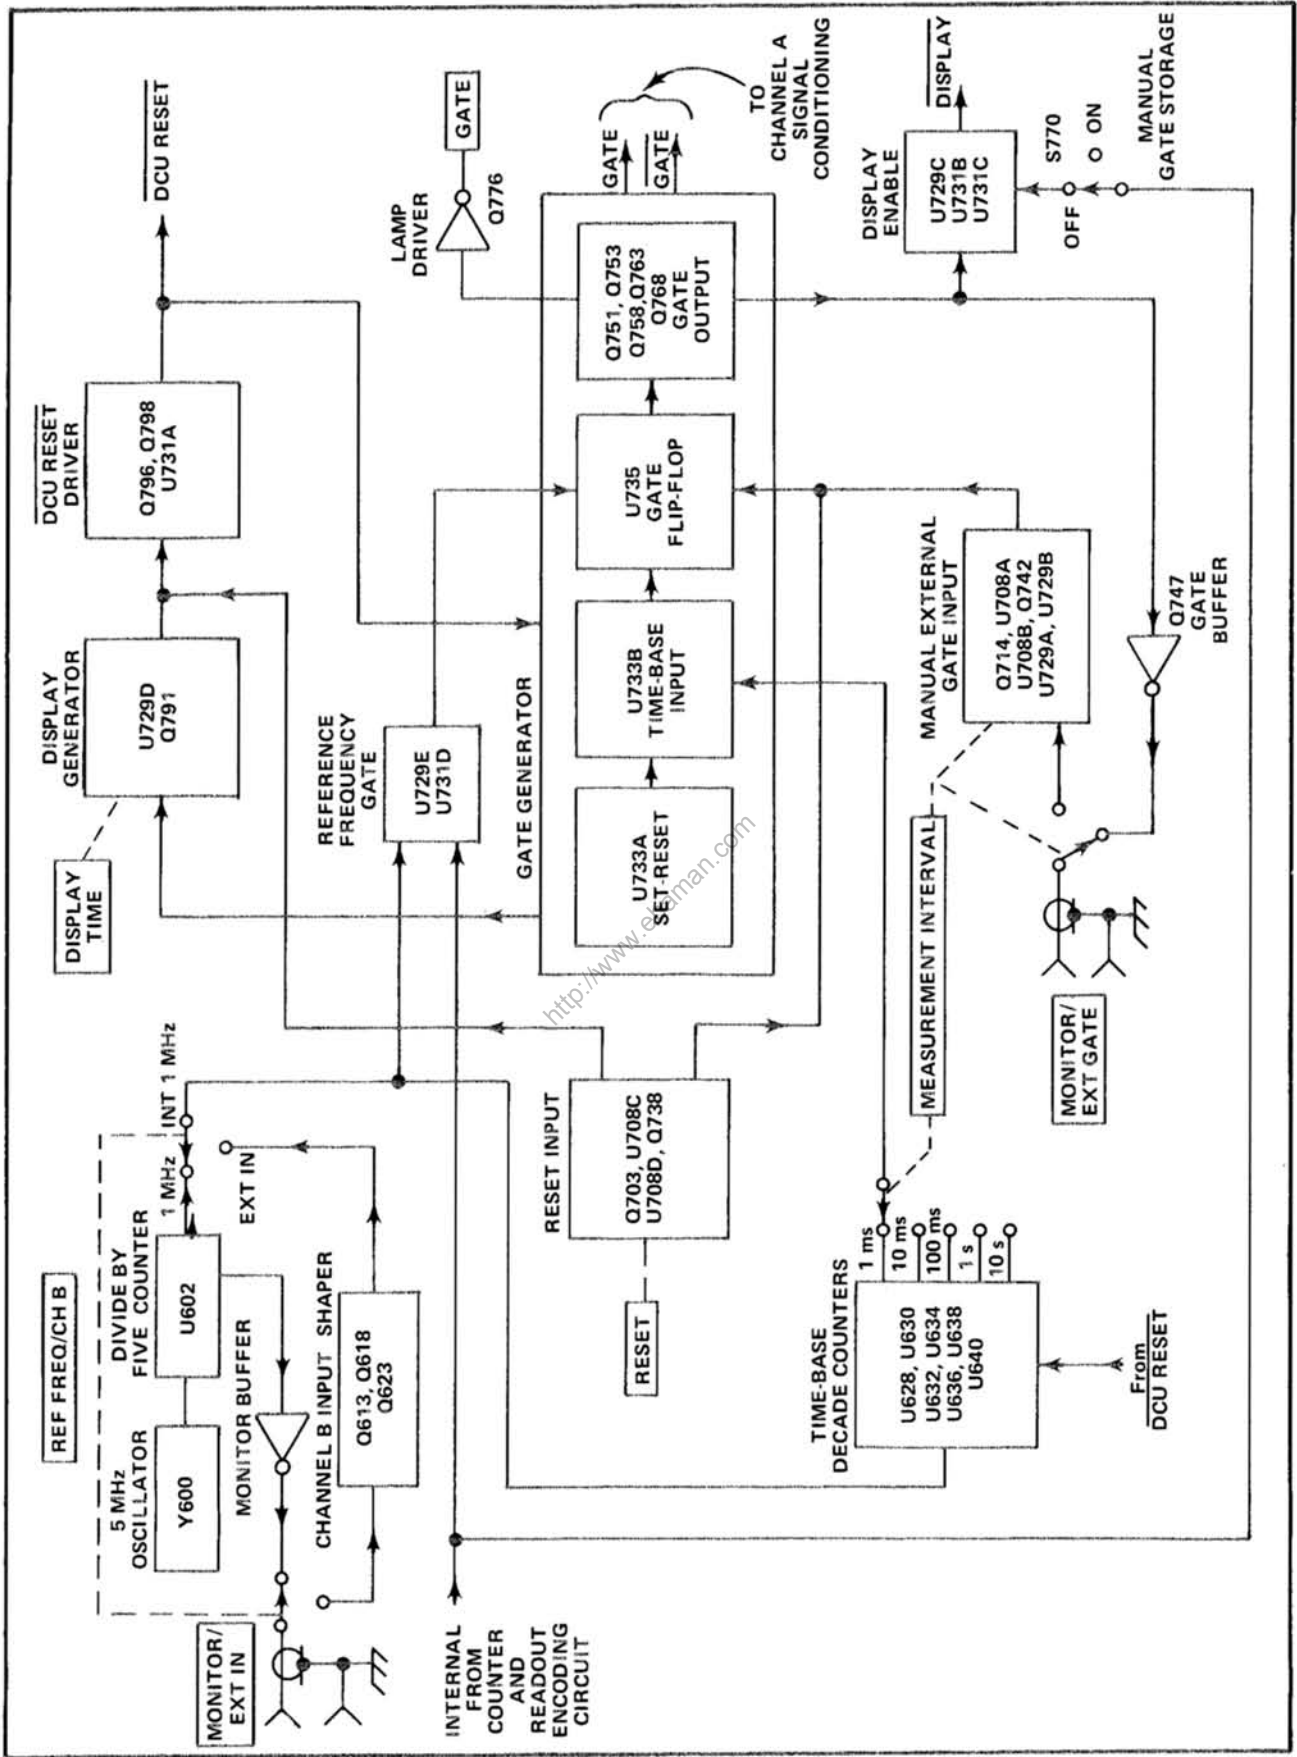 REF FREQ/CH B
5 MHz
OSCILLATOR
Y600
DIVIDE BY
FIVE COUNTER
U602
1 MHz
INT 1 MHz
EXT IN
MONITOR BUFFER
CHANNEL B INPUT SHAPER
Q613, Q618
Q623
MONITOR/
EXT IN
INTERNAL
FROM
COUNTER
AND
READOUT
ENCODING
CIRCUIT
DISPLAY
TIME
DISPLAY
GENERATOR
U729D
Q791
DCU RESET
DRIVER
Q796, Q798
U731A
DCU RESET
REFERENCE
FREQUENCY
GATE
U729E
U731D
LAMP
DRIVER
Q776
GATE
RESET INPUT
Q703, U708C
U708D, Q738
RESET
GATE GENERATOR
U733A
SET-RESET
U733B
TIME-BASE
INPUT
U735
GATE
FLIP-FLOP
Q751, Q753
Q758,Q763
Q768
GATE
OUTPUT
GATE
GATE
TO
CHANNEL A
SIGNAL
CONDITIONING
TIME-BASE
DECADE COUNTERS
U628, U630
U632, U634
U636, U638
U640
1 ms
10 ms
100 ms
1 s
10 s
From
DCU RESET
MEASUREMENT INTERVAL
MANUAL EXTERNAL
GATE INPUT
Q714, U708A
U708B, Q742
U729A, U729B
MONITOR/
EXT GATE
Q747
GATE
BUFFER
DISPLAY
ENABLE
U729C
U731B
U731C
DISPLAY
S770
OFF
ON
MANUAL
GATE STORAGE
http://www.ekaman.com